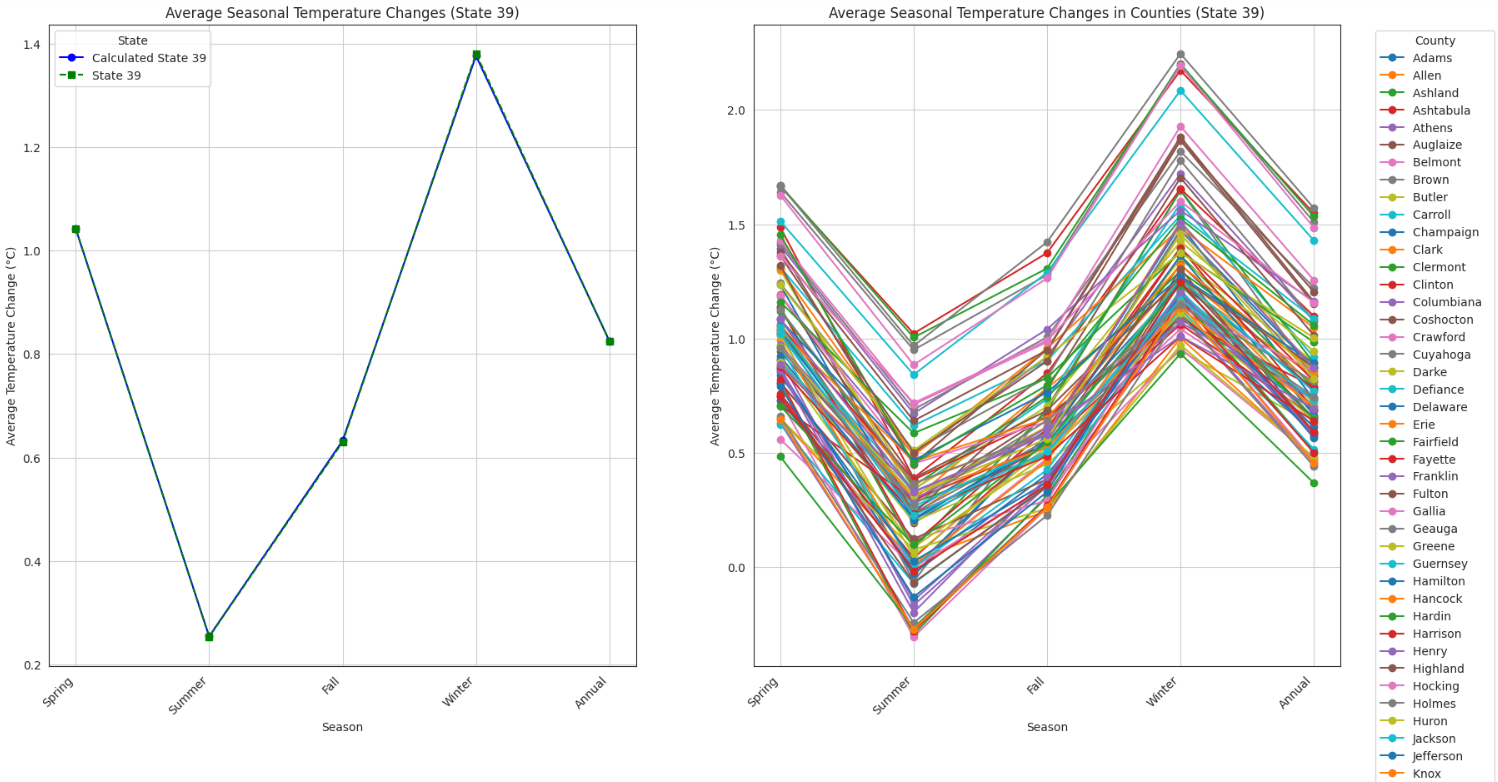 Average Seasonal Temperature Changes (State 39)
Average Temperature Change (°C)
1.4
1.2
1.0
0.8
0.6
0.4
0.2
State
Calculated State 39
State 39
Spring
Summer
Fall
Winter
Annual
Season
Average Seasonal Temperature Changes in Counties (State 39)
Average Temperature Change (°C)
2.0
1.5
1.0
0.5
0.0
Spring
Summer
Fall
Winter
Annual
Season
County
Adams
Allen
Ashland
Ashtabula
Athens
Auglaize
Belmont
Brown
Butler
Carroll
Champaign
Clark
Clermont
Clinton
Columbiana
Coshocton
Crawford
Cuyahoga
Darke
Defiance
Delaware
Erie
Fairfield
Fayette
Franklin
Fulton
Gallia
Geauga
Greene
Guernsey
Hamilton
Hancock
Hardin
Harrison
Henry
Highland
Hocking
Holmes
Huron
Jackson
Jefferson
Knox